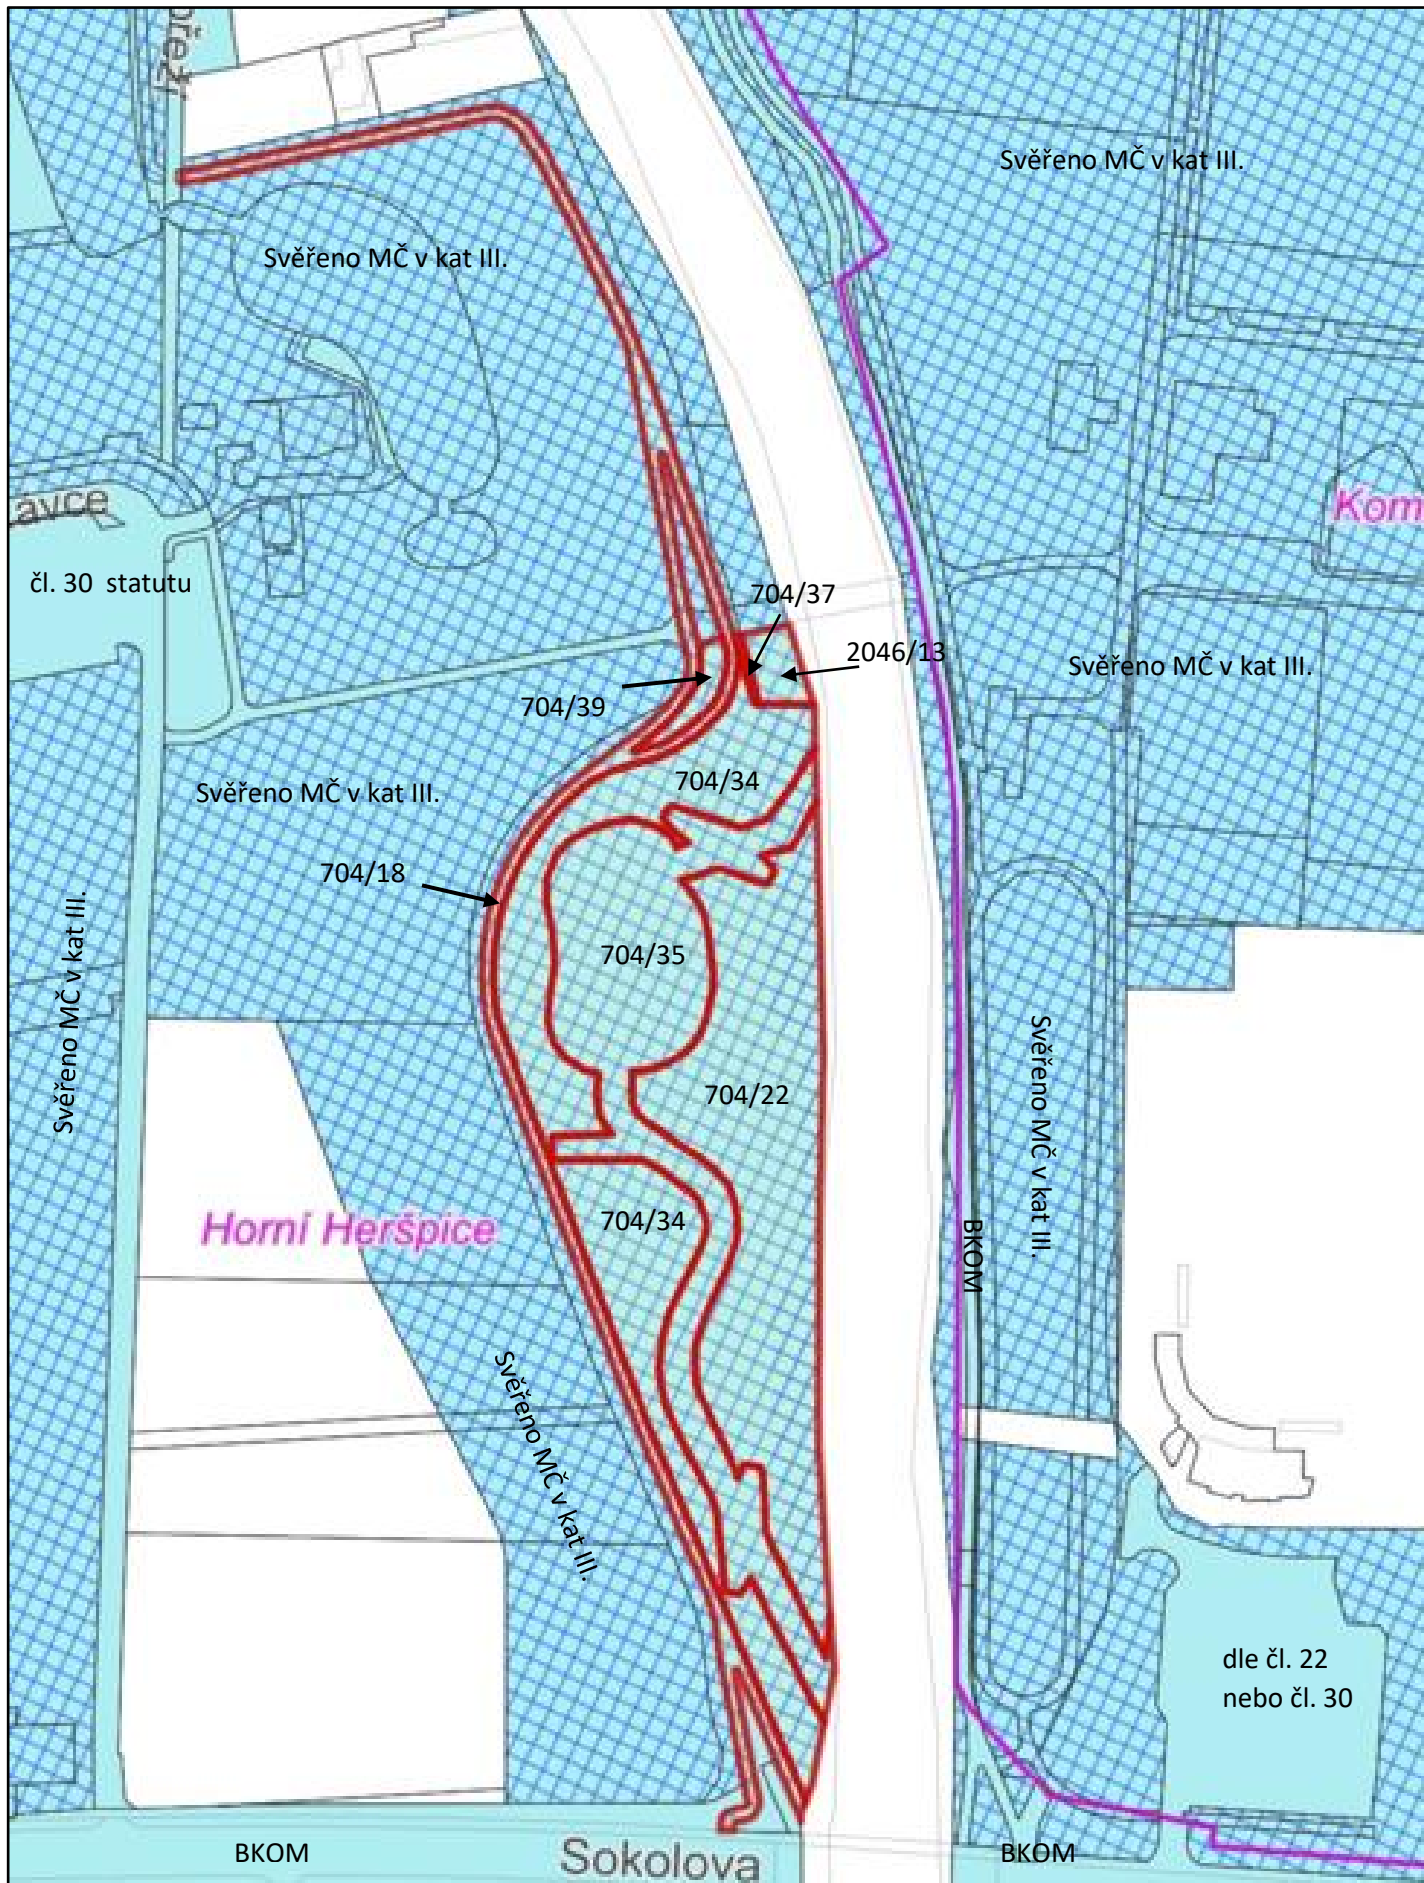 Svěřeno MČ v kat III.
Svěřeno MČ v kat III.
avce
Kom
čl. 30 statutu
704/37
2046/13
Svěřeno MČ v kat III.
704/39
704/34
Svěřeno MČ v kat III.
704/18
Svěřeno MČ v kat III.
704/35
Svěřeno MČ v kat III.
704/22
Horní Heršpice
704/34
BKOM
Svěřeno MČ v kat III.
dle čl. 22
nebo čl. 30
BKOM
Sokolova
BKOM